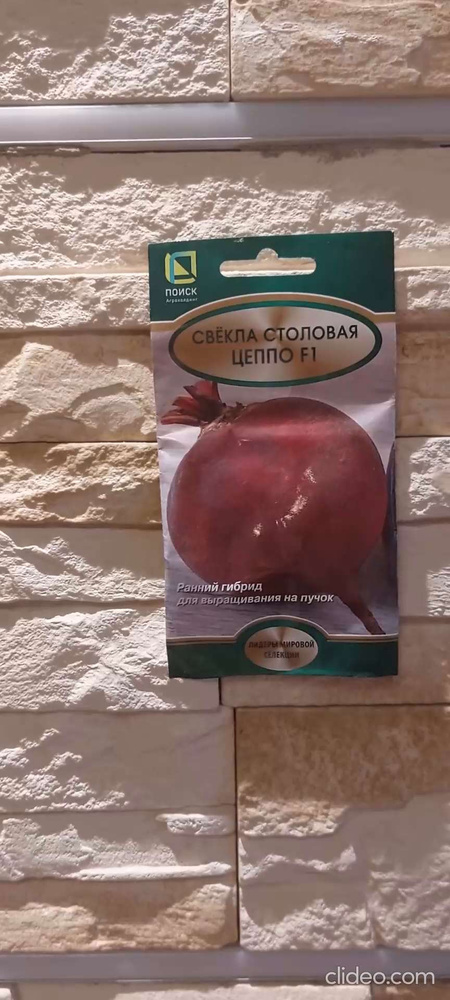 ПОИСК
Агрохолдинг
СВЁКЛА СТОЛОВАЯ
ЦЕППО F1
Ранний гибрид
для выращивания на пучок
ЛИДЕРЫ МИРОВОЙ
СЕЛЕКЦИИ
clideo.com